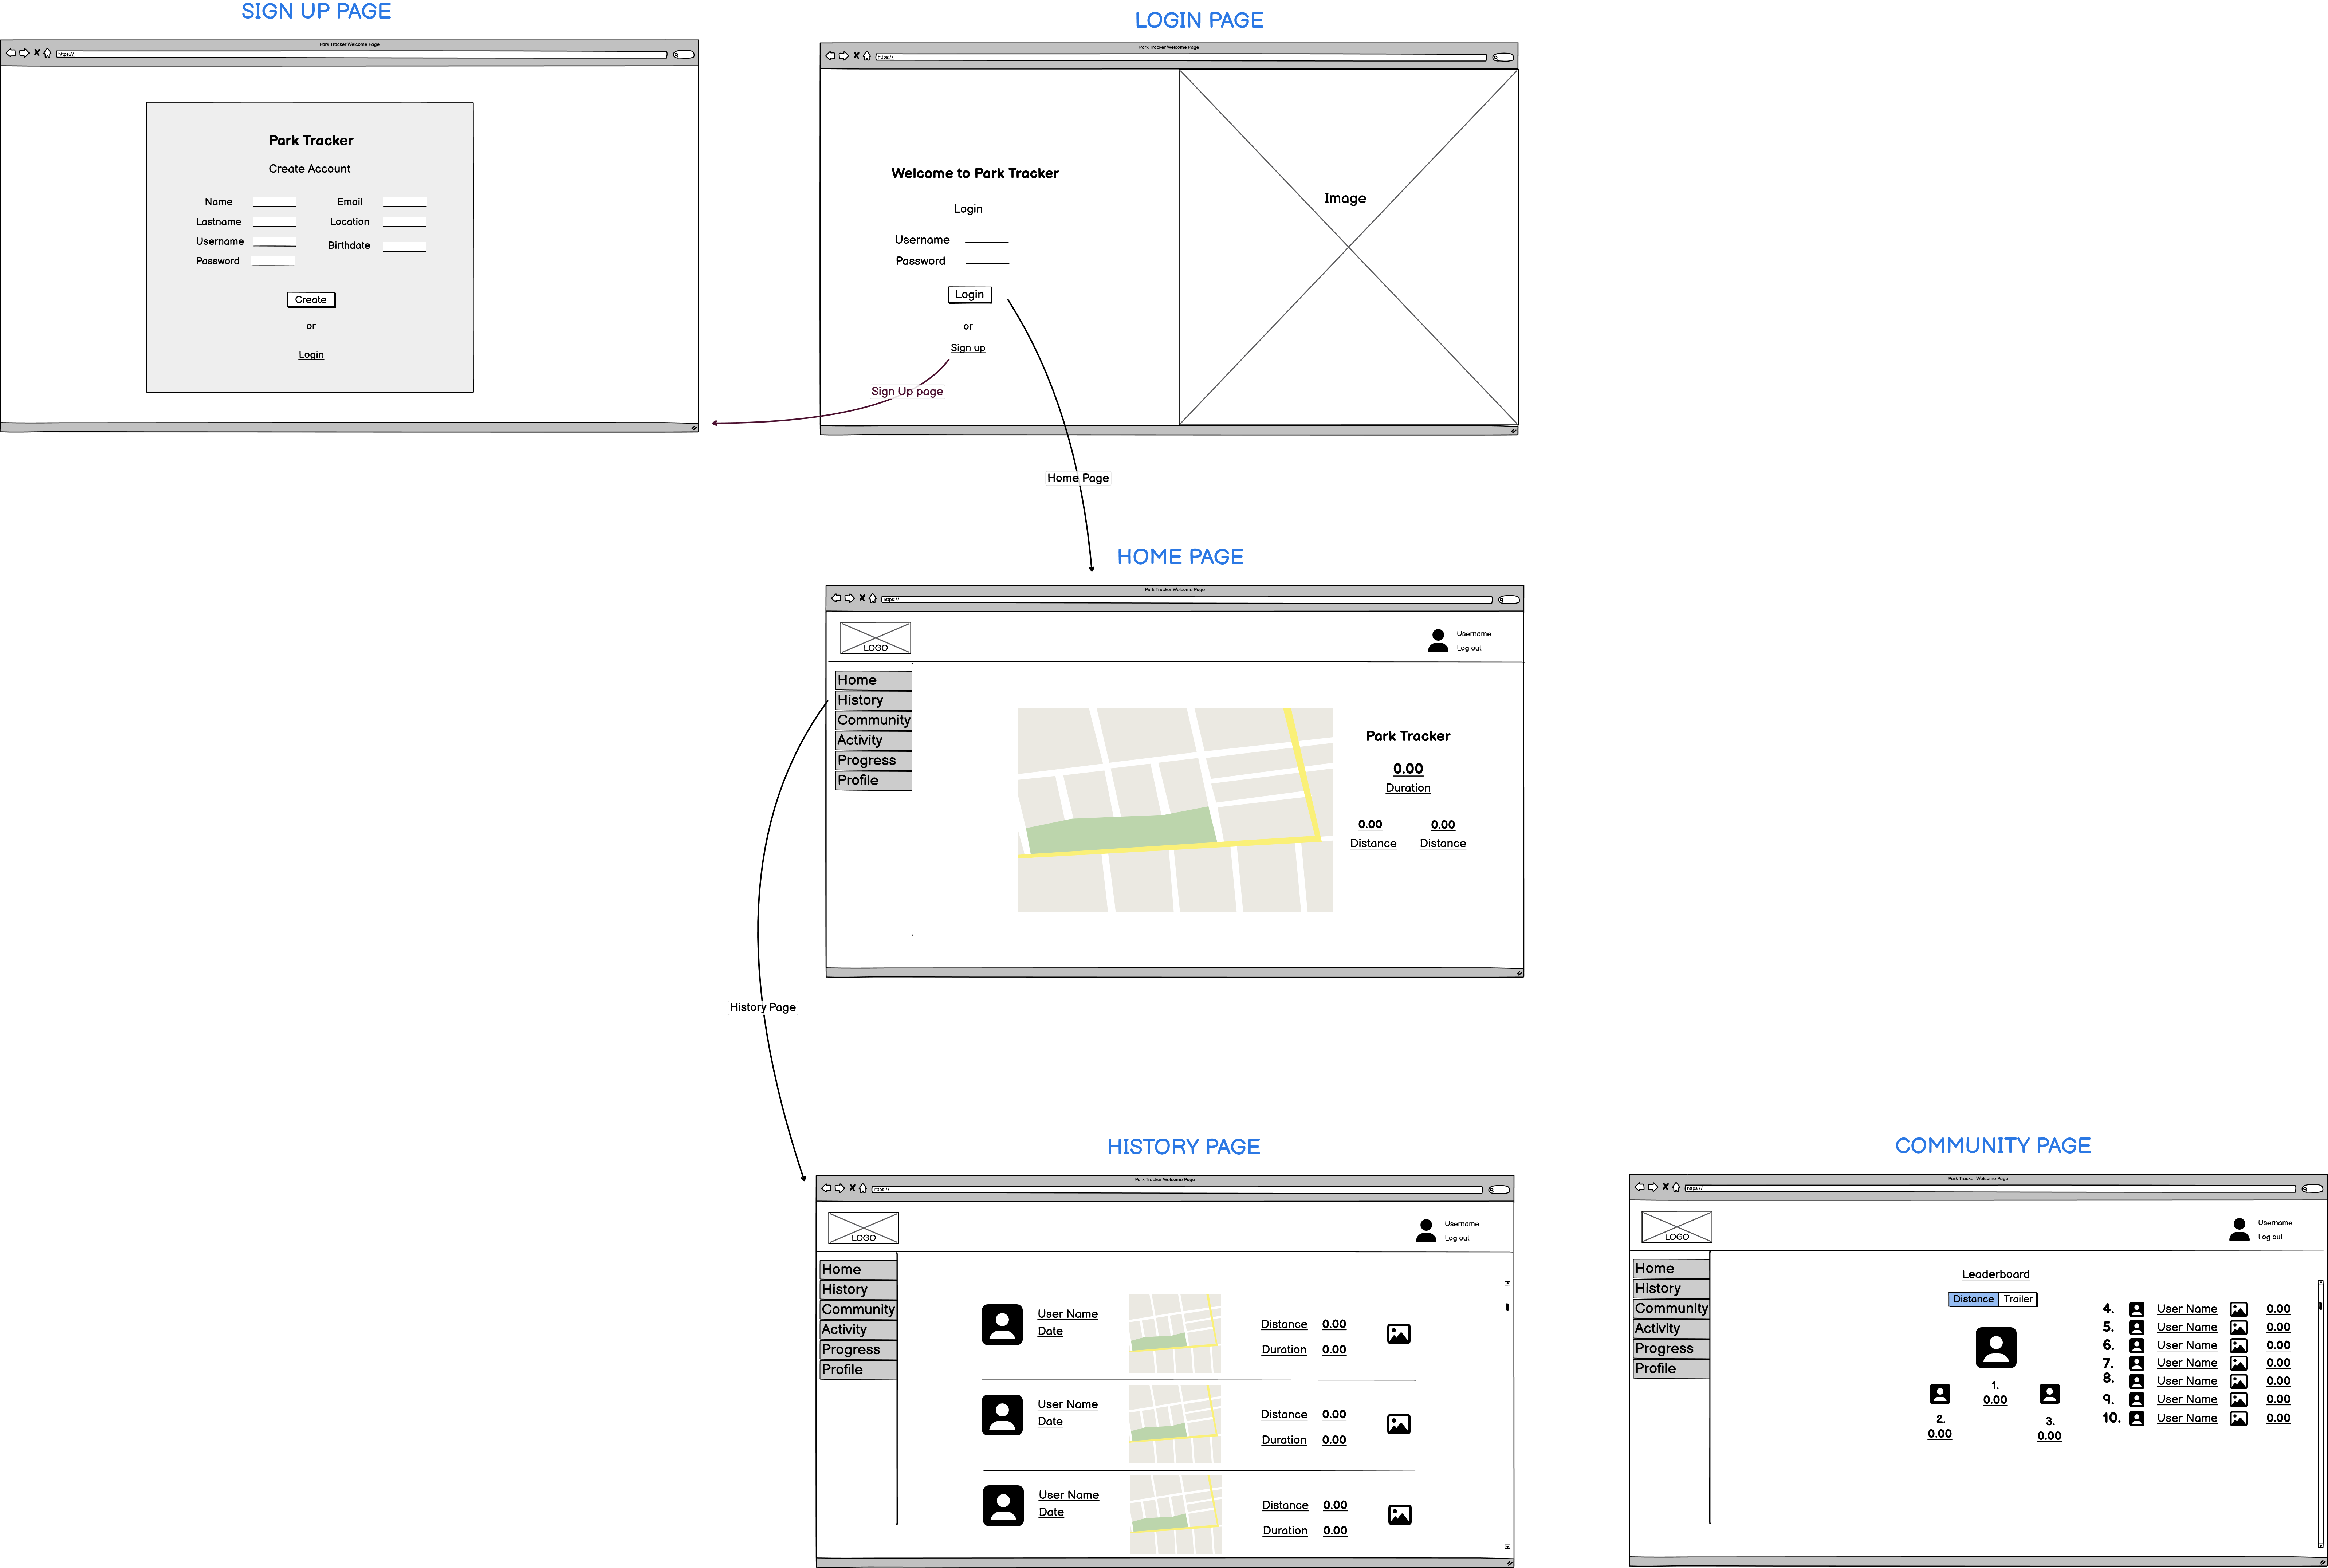 SIGN UP PAGE
Park Tracker Welcome Page
https://
Park Tracker
Create Account
Name Email
Lastname Location
Username Birthdate
Password
Create
or
Login
LOGIN PAGE
Park Tracker Welcome Page
https://
Welcome to Park Tracker
Login
Username
Password
Login
or
Sign up
Image
Sign Up page
Home Page
HOME PAGE
Park Tracker Welcome Page
https://
LOGO
Username
Log out
Home
History
Community
Activity
Progress
Profile
Park Tracker
0.00
Duration
0.00 0.00
Distance Distance
History Page
HISTORY PAGE
Park Tracker Welcome Page
https://
LOGO
Username
Log out
Home
History
Community
Activity
Progress
Profile
User Name
Date
Distance 0.00
Duration 0.00
User Name
Date
Distance 0.00
Duration 0.00
User Name
Date
Distance 0.00
Duration 0.00
COMMUNITY PAGE
Park Tracker Welcome Page
https://
LOGO
Username
Log out
Home
History
Community
Activity
Progress
Profile
Leaderboard
Distance Trailer
1.
0.00
2.
0.00
3.
0.00
4. User Name 0.00
5. User Name 0.00
6. User Name 0.00
7. User Name 0.00
8. User Name 0.00
9. User Name 0.00
10. User Name 0.00